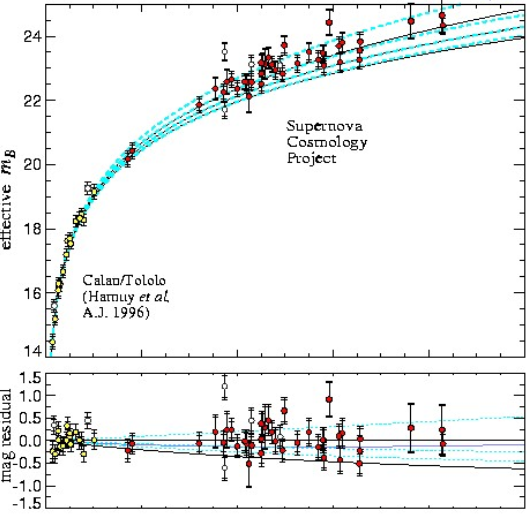 24
22
20
18
16
14
effective mB
Supernova
Cosmology
Project
Calan/Tololo
(Hamuy et al,
A.J. 1996)
1.5
1.0
0.5
0.0
-0.5
-1.0
-1.5
mag residual